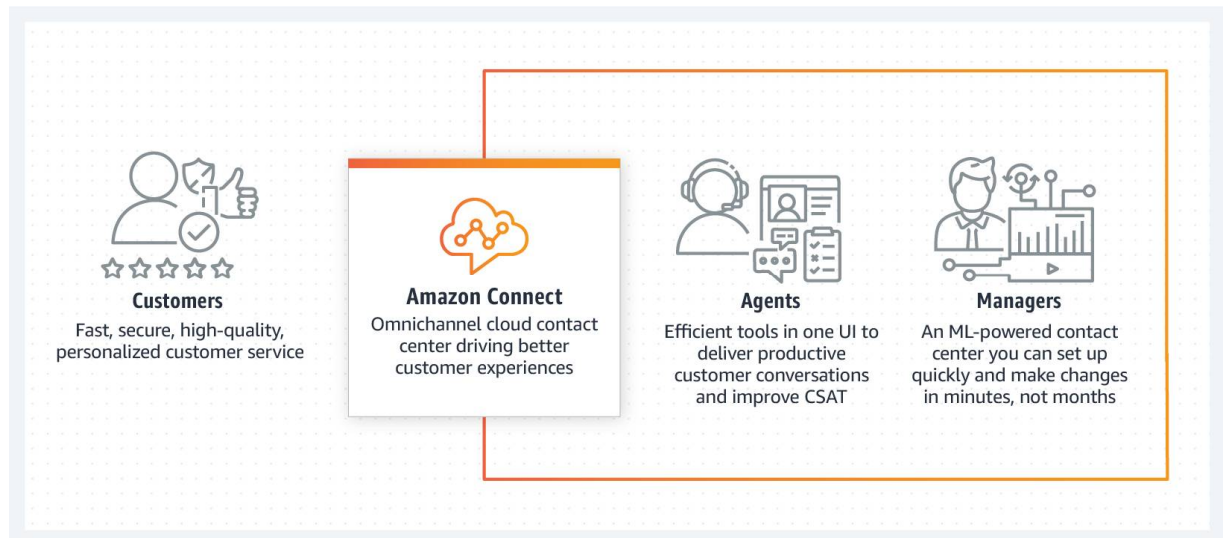 Customers
Fast, secure, high-quality,
personalized customer service
Amazon Connect
Omnichannel cloud contact
center driving better
customer experiences
Agents
Efficient tools in one UI to
deliver productive
customer conversations
and improve CSAT
Managers
An ML-powered contact
center you can set up
quickly and make changes
in minutes, not months